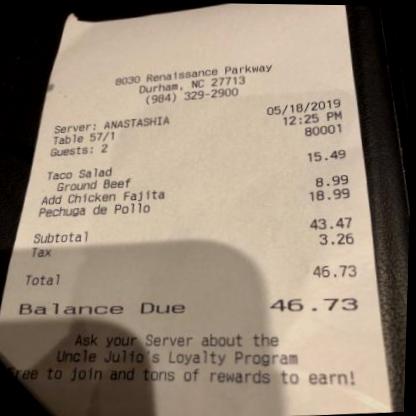 8030 Renaissance Parkway
Durham, NC 27713
(984) 329-2900
Server: ANASTASHIA 05/18/2019
Table 57/1 12:25 PM
Guests: 2 80001
Taco Salad 15.49
Ground Beef
Add Chicken Fajita 8.99
Pechuga de Pollo 18.99
Subtotal 43.47
Tax 3.26
Total 46.73
Balance Due 46.73
Ask your Server about the
Uncle Julio's Loyalty Program
Free to join and tons of rewards to earn!